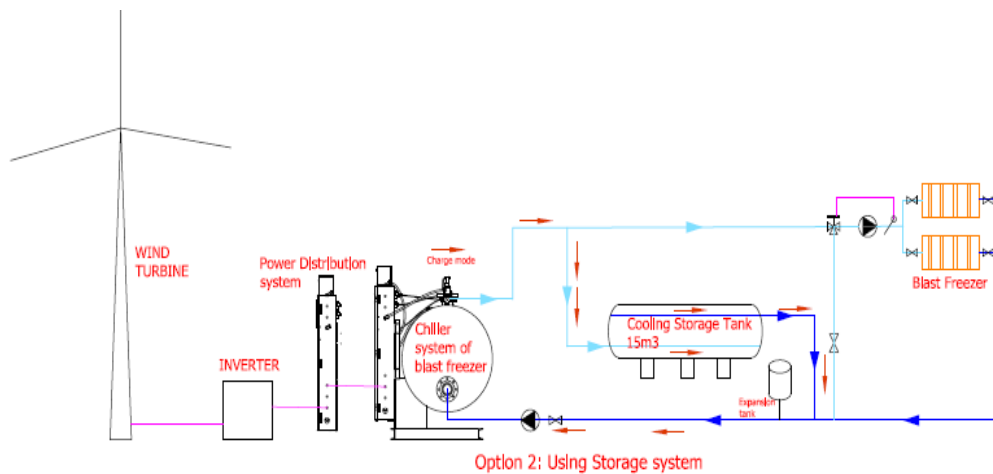 WIND
TURBINE
Power Distribution
system
Charge mode
Chiller
system of
blast freezer
INVERTER
Cooling Storage Tank
15m3
Expansion
tank
Blast Freezer
Option 2: Using Storage system